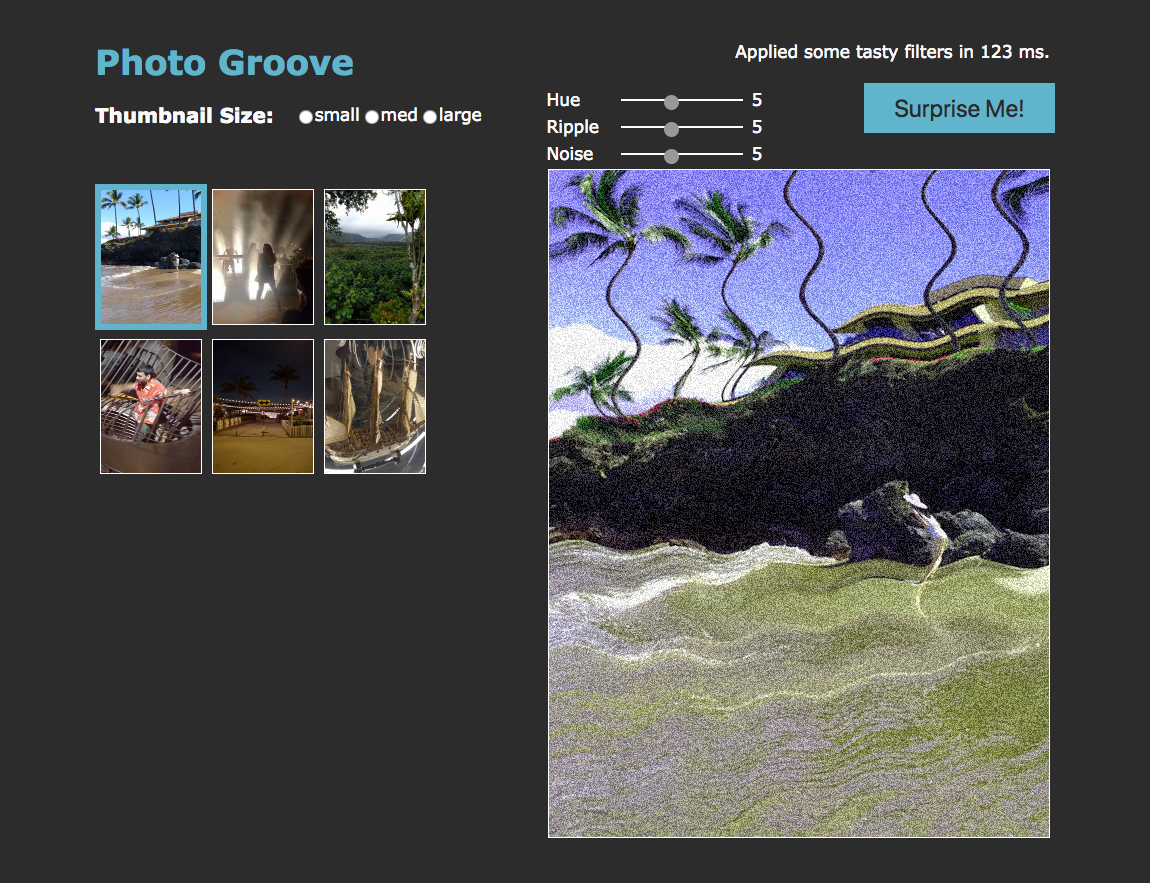 Photo Groove
Applied some tasty filters in 123 ms.
Thumbnail Size: small med large
Hue 5
Ripple 5
Noise 5
Surprise Me!